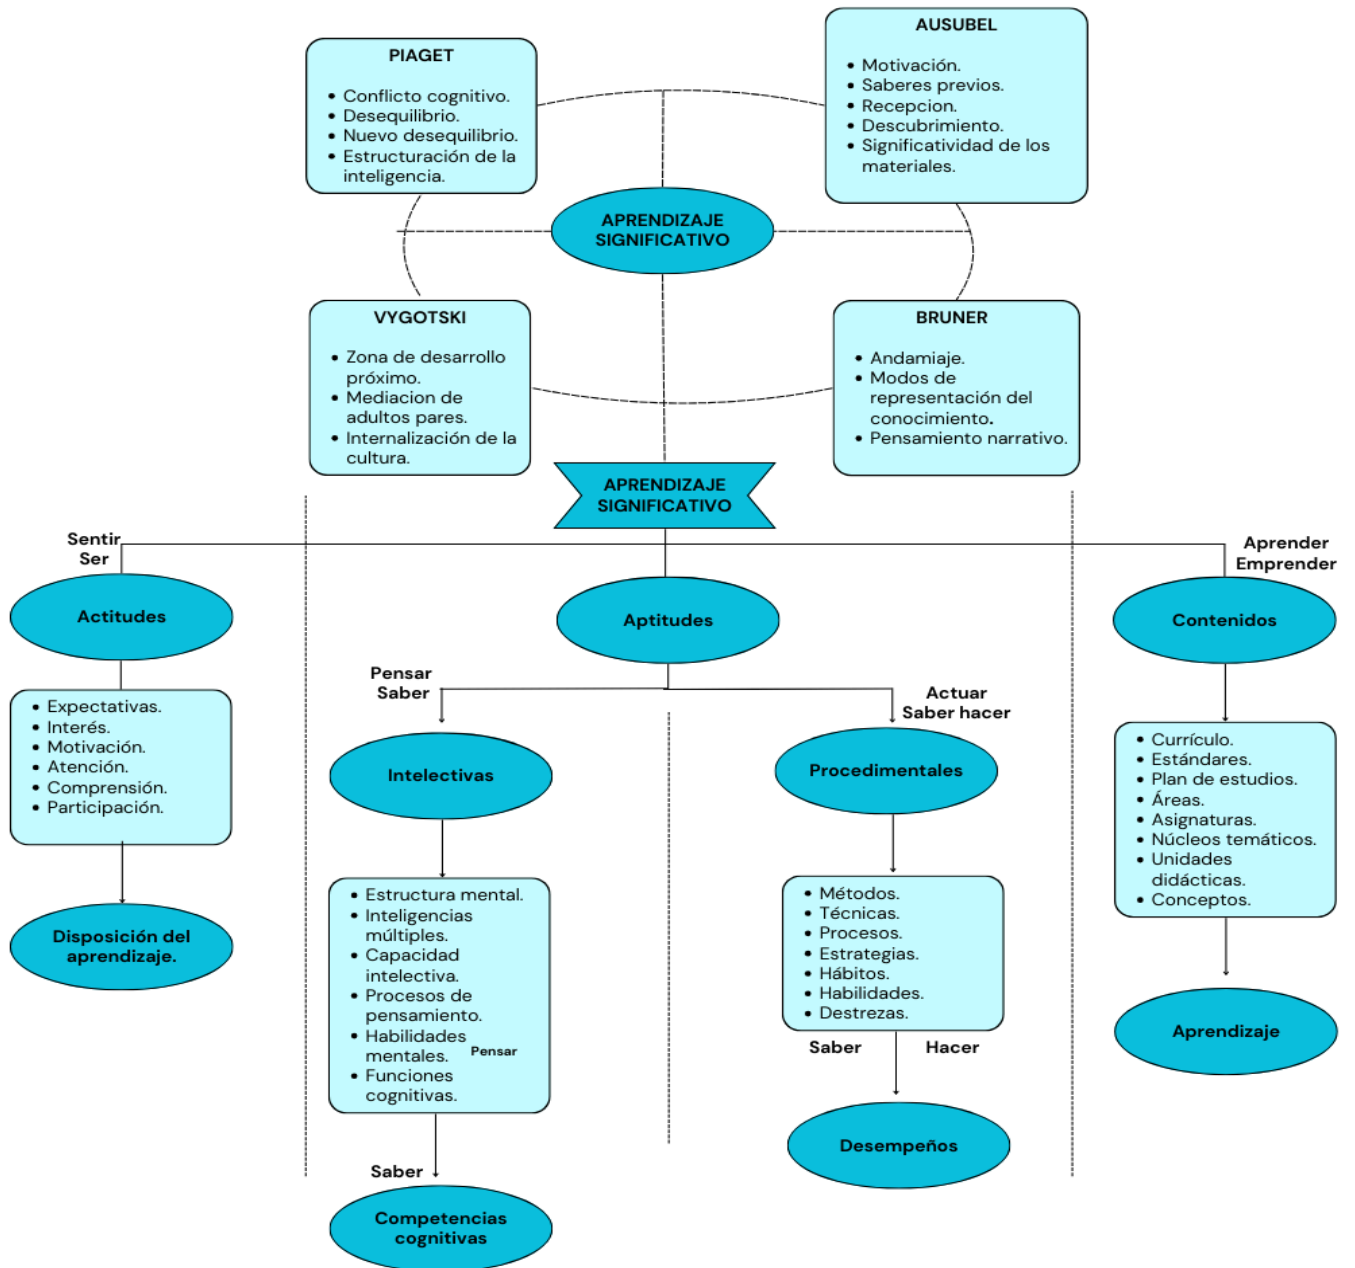 PIAGET
• Conflicto cognitivo.
• Desequilibrio.
• Nuevo desequilibrio.
• Estructuración de la
inteligencia.
AUSUBEL
• Motivación.
• Saberes previos.
• Recepcion.
• Descubrimiento.
• Significatividad de los
materiales.
APRENDIZAJE
SIGNIFICATIVO
VYGOTSKI
• Zona de desarrollo
próximo.
• Mediacion de
adultos pares.
• Internalización de la
cultura.
BRUNER
• Andamiaje.
• Modos de
representación del
conocimiento.
• Pensamiento narrativo.
APRENDIZAJE
SIGNIFICATIVO
Sentir
Ser
Actitudes
• Expectativas.
• Interés.
• Motivación.
• Atención.
• Comprensión.
• Participación.
Disposición del
aprendizaje.
Aptitudes
Pensar
Saber
Intelectivas
• Estructura mental.
• Inteligencias
múltiples.
• Capacidad
intelectiva.
• Procesos de
pensamiento.
• Habilidades
mentales. Pensar
• Funciones
cognitivas.
Saber
Competencias
cognitivas
Actuar
Saber hacer
Procedimentales
• Métodos.
• Técnicas.
• Procesos.
• Estrategias.
• Hábitos.
• Habilidades.
• Destrezas.
Saber Hacer
Desempeños
Aprender
Emprender
Contenidos
• Currículo.
• Estándares.
• Plan de estudios.
• Áreas.
• Asignaturas.
• Núcleos temáticos.
• Unidades
didácticas.
• Conceptos.
Aprendizaje